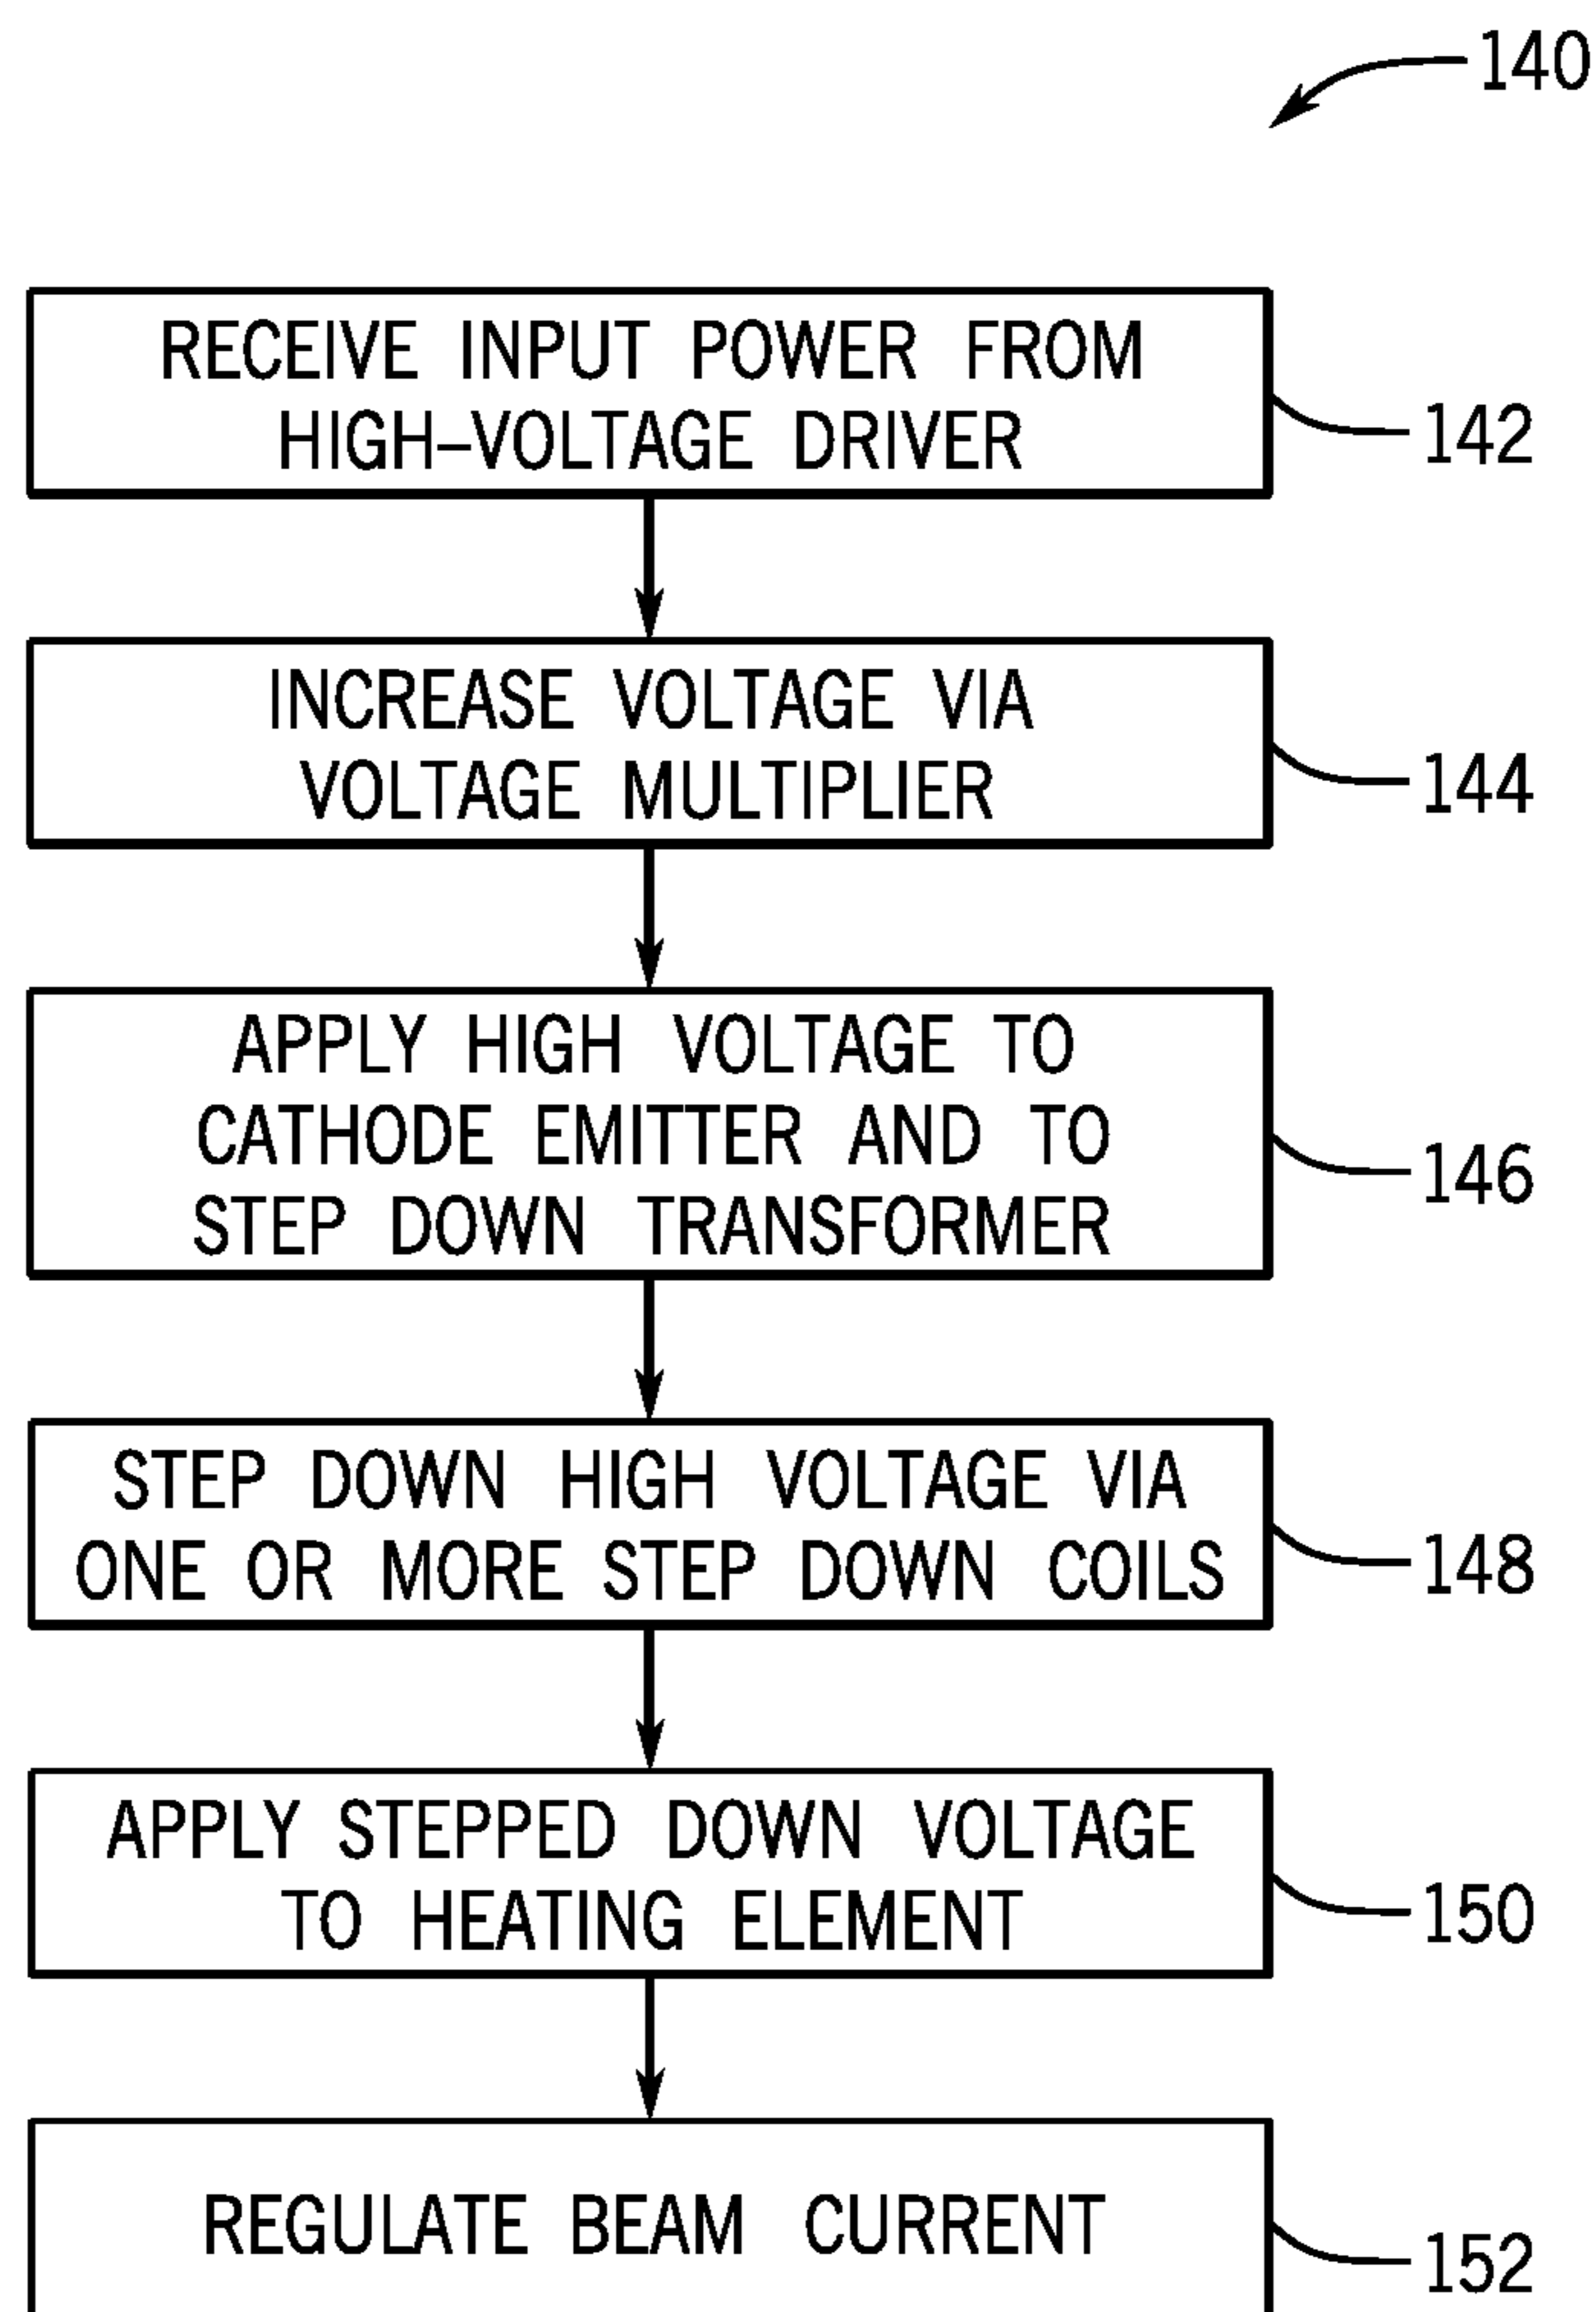 140
RECEIVE INPUT POWER FROM
HIGH-VOLTAGE DRIVER
142
INCREASE VOLTAGE VIA
VOLTAGE MULTIPLIER
144
APPLY HIGH VOLTAGE TO
CATHODE EMITTER AND TO
STEP DOWN TRANSFORMER
146
STEP DOWN HIGH VOLTAGE VIA
ONE OR MORE STEP DOWN COILS
148
APPLY STEPPED DOWN VOLTAGE
TO HEATING ELEMENT
150
REGULATE BEAM CURRENT
152